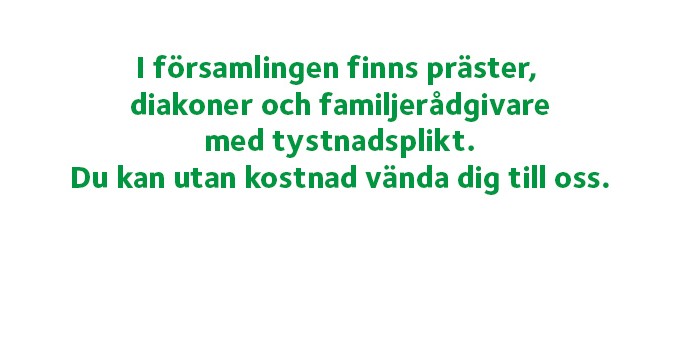 I församlingen finns präster,
diakoner och familjerådgivare
med tystnadsplikt.
Du kan utan kostnad vända dig till oss.